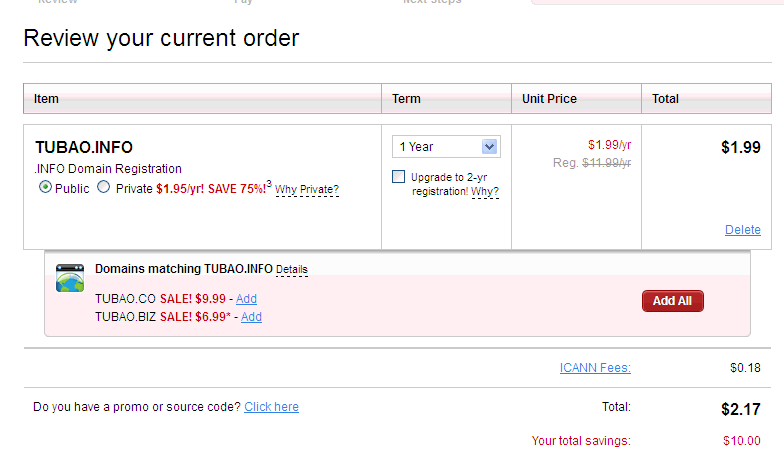 Review Pay Next Steps
Review your current order
Item Term Unit Price Total
TUBAO.INFO 1 Year $1.99/yr $1.99
.INFO Domain Registration Reg. $11.99/yr
Public Private $1.95/yr! SAVE 75%!3 Why Private?
Upgrade to 2-yr
registration! Why?
Delete
Domains matching TUBAO.INFO Details
TUBAO.CO SALE! $9.99 - Add
TUBAO.BIZ SALE! $6.99* - Add
Add All
ICANN Fees: $0.18
Do you have a promo or source code? Click here Total: $2.17
Your total savings: $10.00